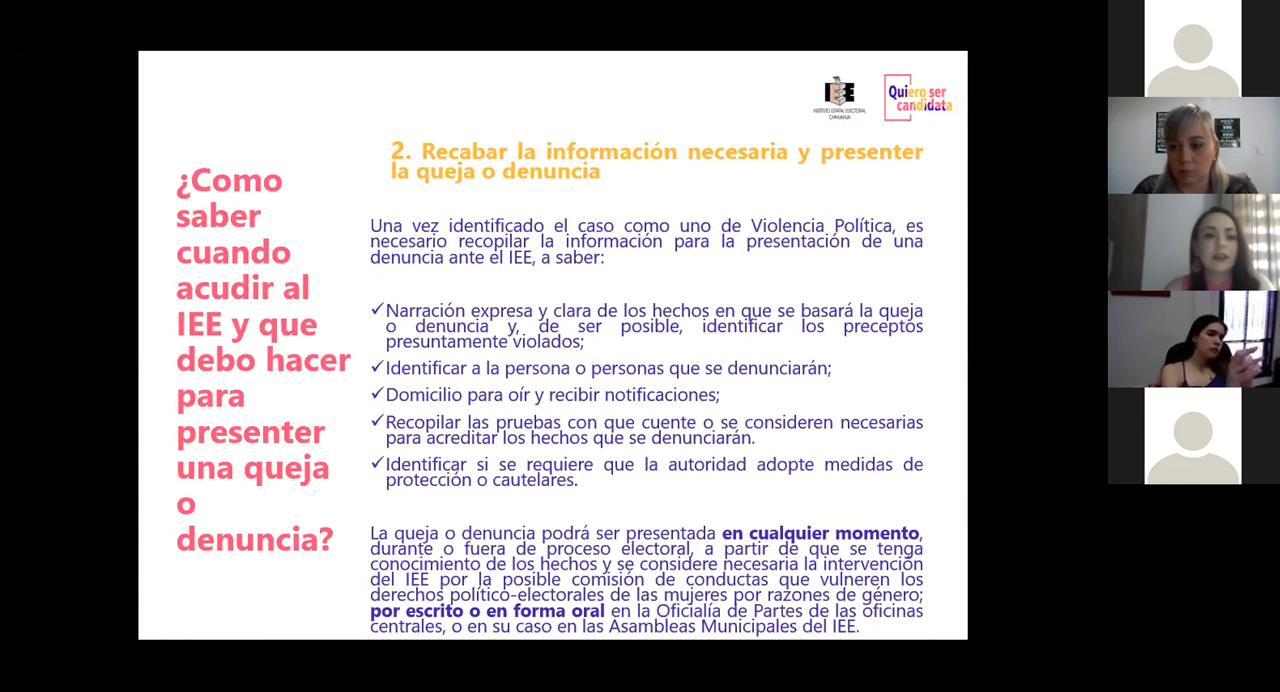 IEE
INSTITUTO ESTATAL ELECTORAL
CHIHUAHUA
Quiero ser
candidata
¿Como
saber
cuando
acudir al
IEE y que
debo hacer
para
presenter
una queja
o
denuncia?
2. Recabar la información necesaria y presenter
la queja o denuncia
Una vez identificado el caso como uno de Violencia Política, es
necesario recopilar la información para la presentación de una
denuncia ante el IEE, a saber:
✓Narración expresa y clara de los hechos en que se basará la queja
o denuncia y, de ser posible, identificar los preceptos
presuntamente violados;
✓Identificar a la persona o personas que se denunciarán;
✓Domicilio para oír y recibir notificaciones;
✓Recopilar las pruebas con que cuente o se consideren necesarias
para acreditar los hechos que se denunciarán.
✓Identificar si se requiere que la autoridad adopte medidas de
protección o cautelares.
La queja o denuncia podrá ser presentada en cualquier momento,
durante o fuera de proceso electoral, a partir de que se tenga
conocimiento de los hechos y se considere necesaria la intervención
del IEE por la posible comisión de conductas que vulneren los
derechos político-electorales de las mujeres por razones de género;
por escrito o en forma oral en la Oficialía de Partes de las oficinas
centrales, o en su caso en las Asambleas Municipales del IEE.